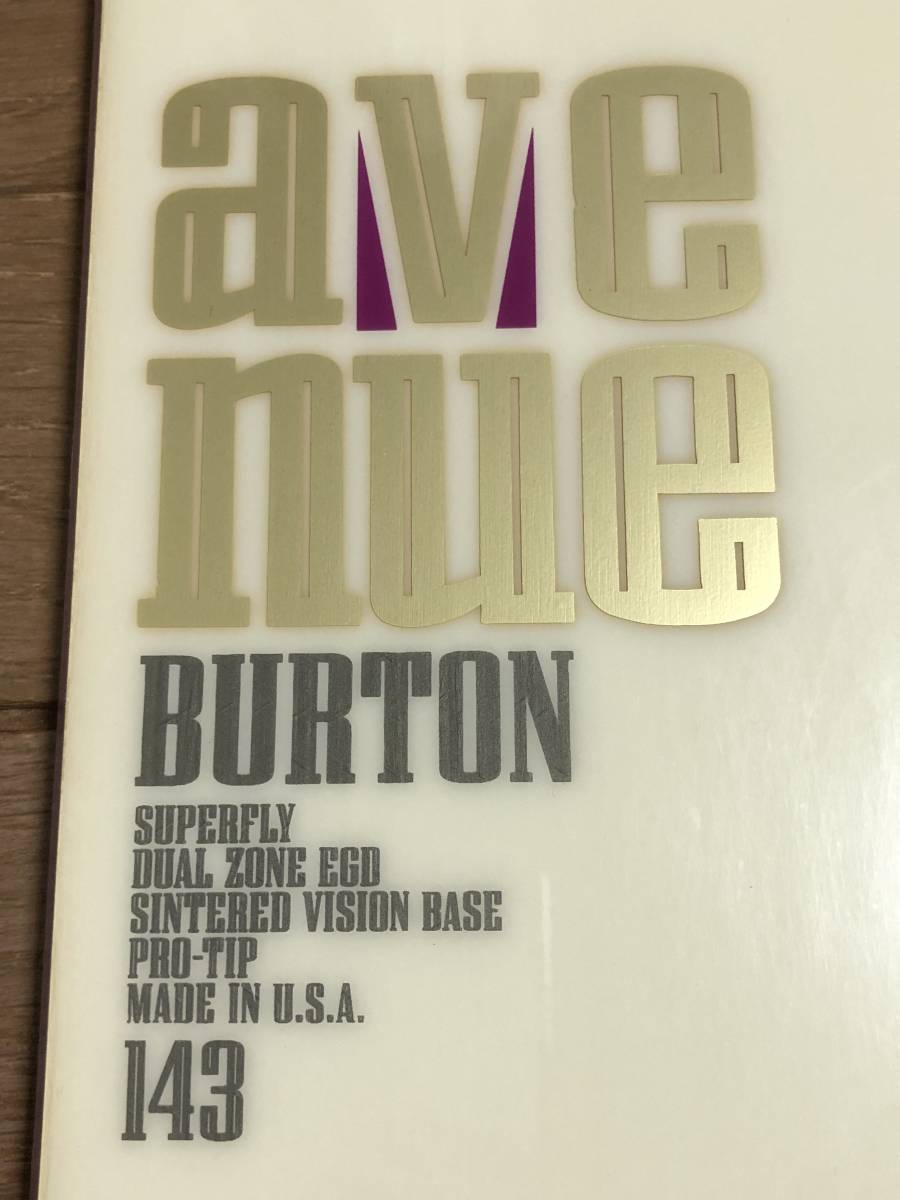 ave
nue
BURTON
SUPERFLY
DUAL ZONE EGD
SINTERED VISION BASE
PRO-TIP
MADE IN U.S.A.
143